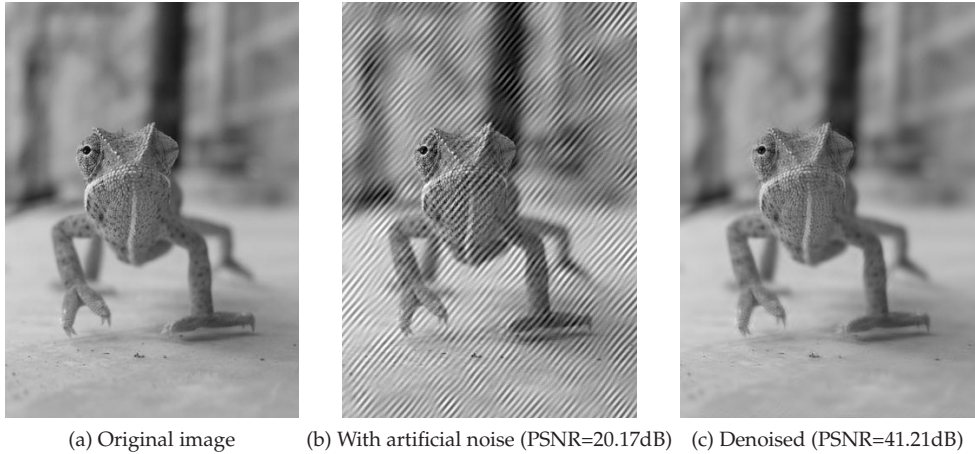 (a) Original image
(b) With artificial noise (PSNR=20.17dB)
(c) Denoised (PSNR=41.21dB)